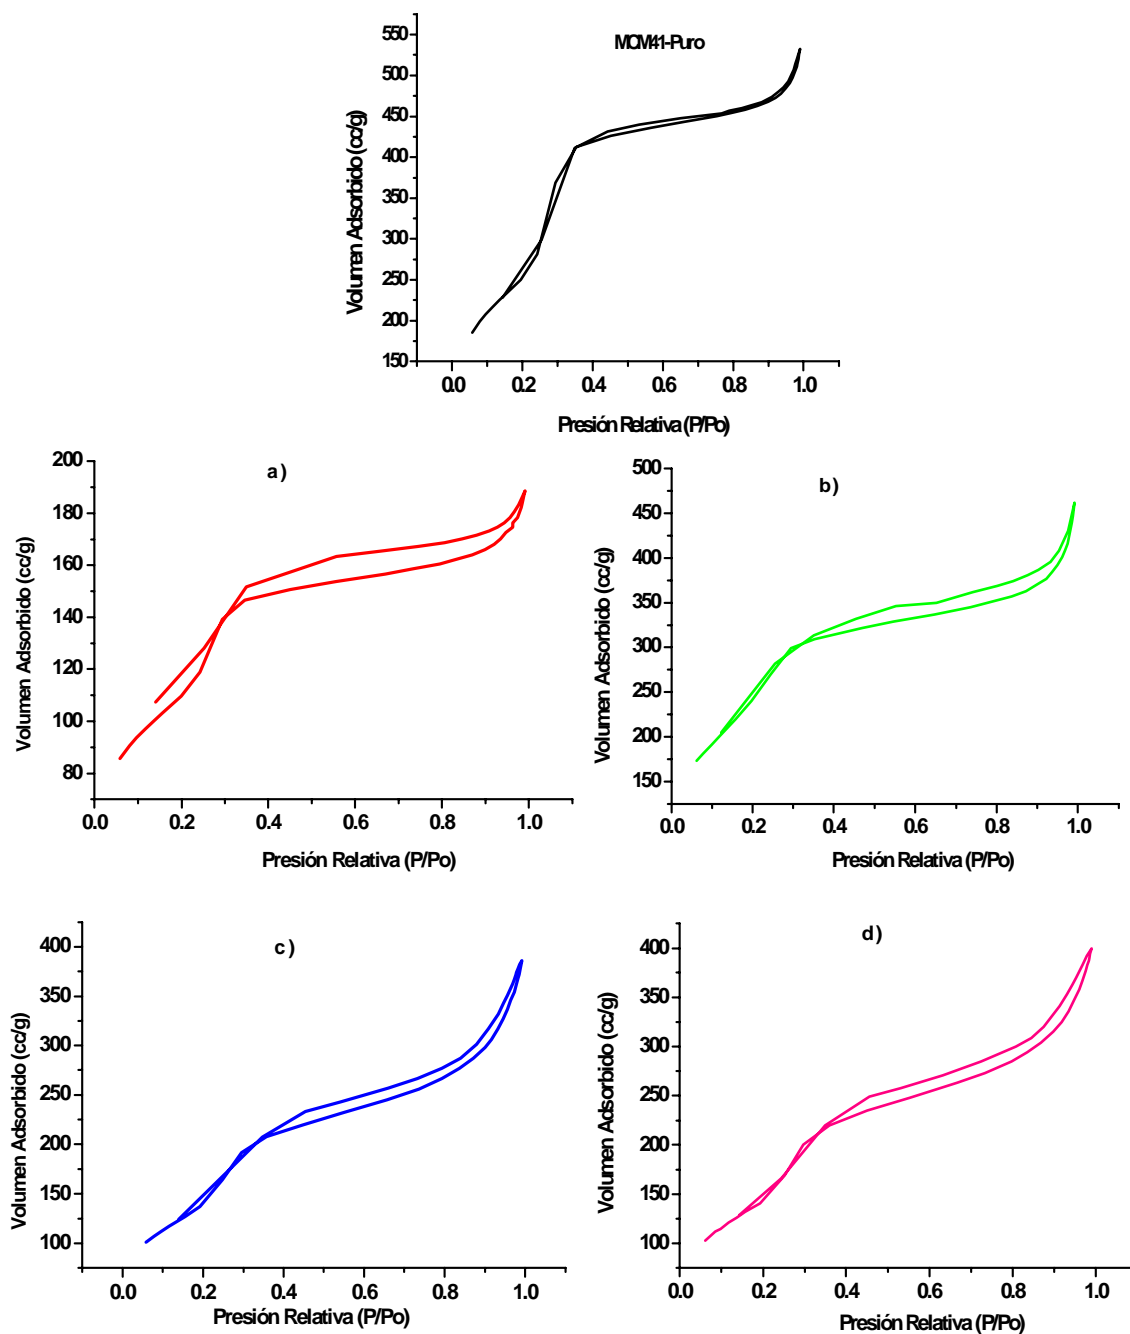 MCM41-Puro
Volumen Adsorbido (cc/g)
550
500
450
400
350
300
250
200
150
0.0 0.2 0.4 0.6 0.8 1.0
Presión Relativa (P/Po)
a)
Volumen Adsorbido (cc/g)
200
180
160
140
120
100
80
0.0 0.2 0.4 0.6 0.8 1.0
Presión Relativa (P/Po)
b)
Volumen Adsorbido (cc/g)
500
450
400
350
300
250
200
150
0.0 0.2 0.4 0.6 0.8 1.0
Presión Relativa (P/Po)
c)
Volumen Adsorbido (cc/g)
400
350
300
250
200
150
100
0.0 0.2 0.4 0.6 0.8 1.0
Presión Relativa (P/Po)
d)
Volumen Adsorbido (cc/g)
400
350
300
250
200
150
100
0.0 0.2 0.4 0.6 0.8 1.0
Presión Relativa (P/Po)